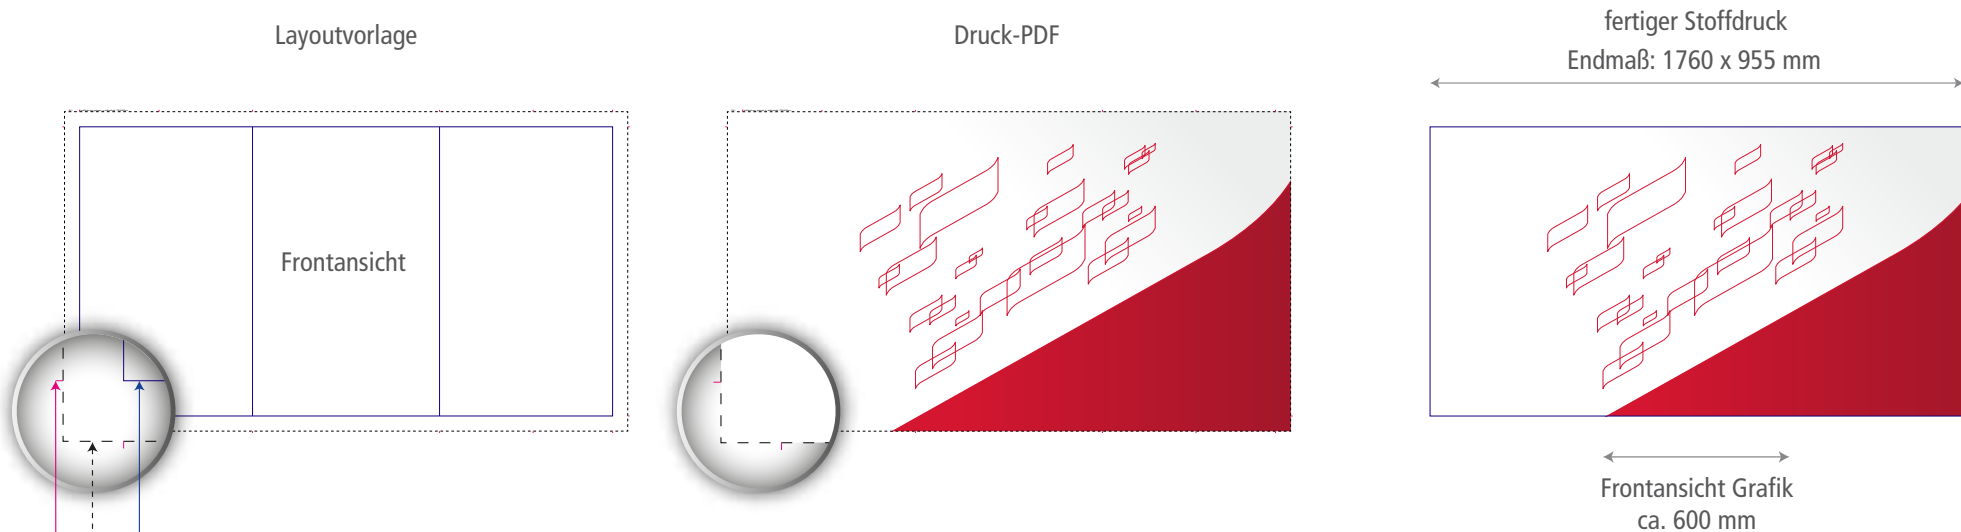 Layoutvorlage
Frontansicht
Druck-PDF
fertiger Stoffdruck
Endmaß: 1760 x 955 mm
Frontansicht Grafik
ca. 600 mm